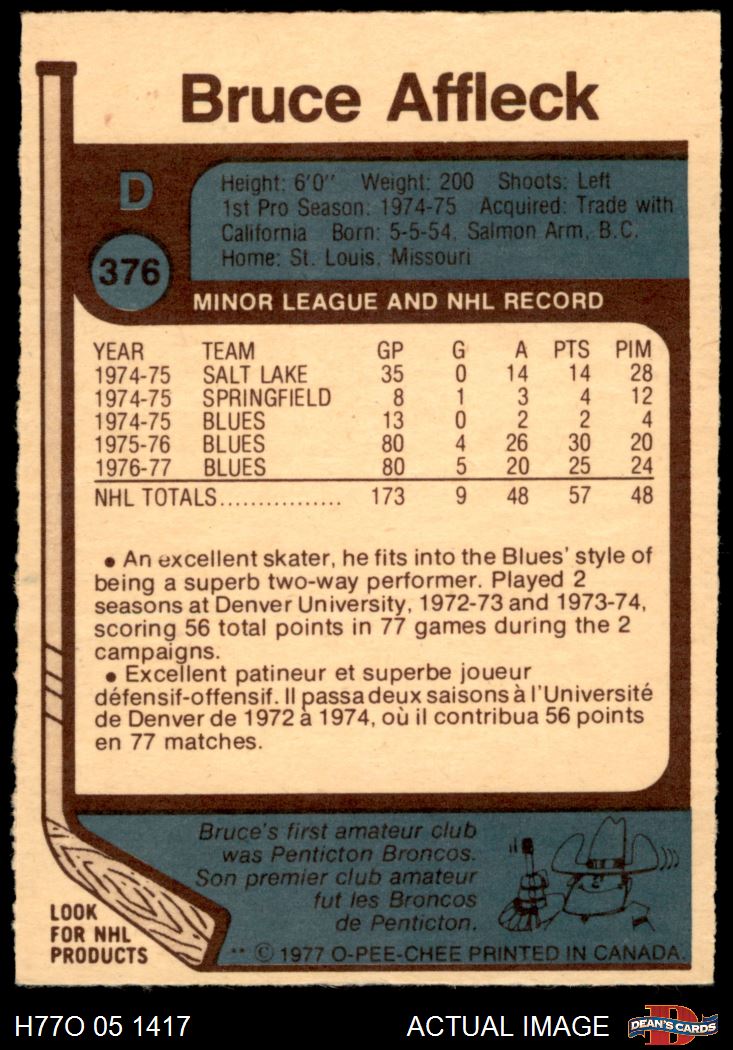 Bruce Affleck
D
376
Height: 6'0" Weight: 200 Shoots: Left
1st Pro Season: 1974-75 Acquired: Trade with
California Born: 5-5-54, Salmon Arm, B.C.
Home: St. Louis, Missouri
MINOR LEAGUE AND NHL RECORD
YEAR TEAM GP G A PTS PIM
1974-75 SALT LAKE 35 0 14 14 28
1974-75 SPRINGFIELD 8 1 3 4 12
1974-75 BLUES 13 0 2 2 4
1975-76 BLUES 80 4 26 30 20
1976-77 BLUES 80 5 20 25 24
NHL TOTALS................ 173 9 48 57 48
• An excellent skater, he fits into the Blues' style of
being a superb two-way performer. Played 2
seasons at Denver University, 1972-73 and 1973-74,
scoring 56 total points in 77 games during the 2
campaigns.
• Excellent patineur et superbe joueur
défensif-offensif. Il passa deux saisons à l'Université
de Denver de 1972 à 1974, où il contribua 56 points
en 77 matches.
Bruce's first amateur club
was Penticton Broncos.
Son premier club amateur
fut les Broncos
de Penticton.
LOOK
FOR NHL
PRODUCTS
** © 1977 O-PEE-CHEE PRINTED IN CANADA.
H77O 05 1417 ACTUAL IMAGE
D
DEAN'S CARDS